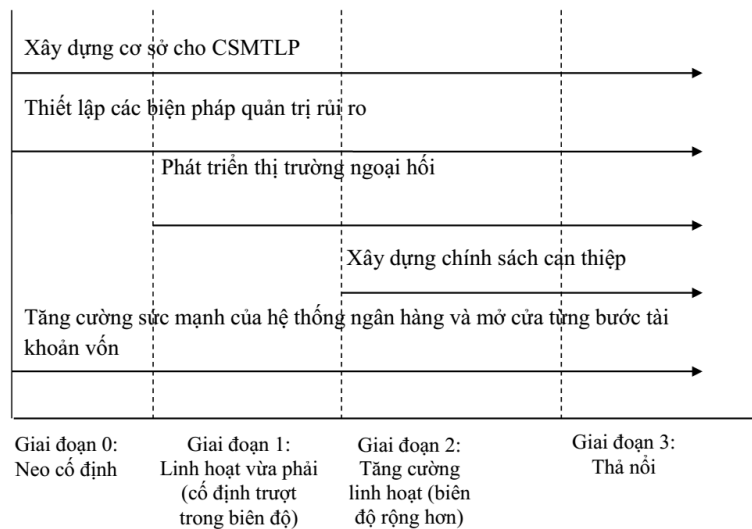 Xây dựng cơ sở cho CSMTLP
Thiết lập các biện pháp quản trị rủi ro
Phát triển thị trường ngoại hối
Xây dựng chính sách can thiệp
Tăng cường sức mạnh của hệ thống ngân hàng và mở cửa từng bước tài
khoản vốn
Giai đoạn 0:
Neo cố định
Giai đoạn 1:
Linh hoạt vừa phải
(cố định trượt
trong biên độ)
Giai đoạn 2:
Tăng cường
linh hoạt (biên
độ rộng hơn)
Giai đoạn 3:
Thả nổi